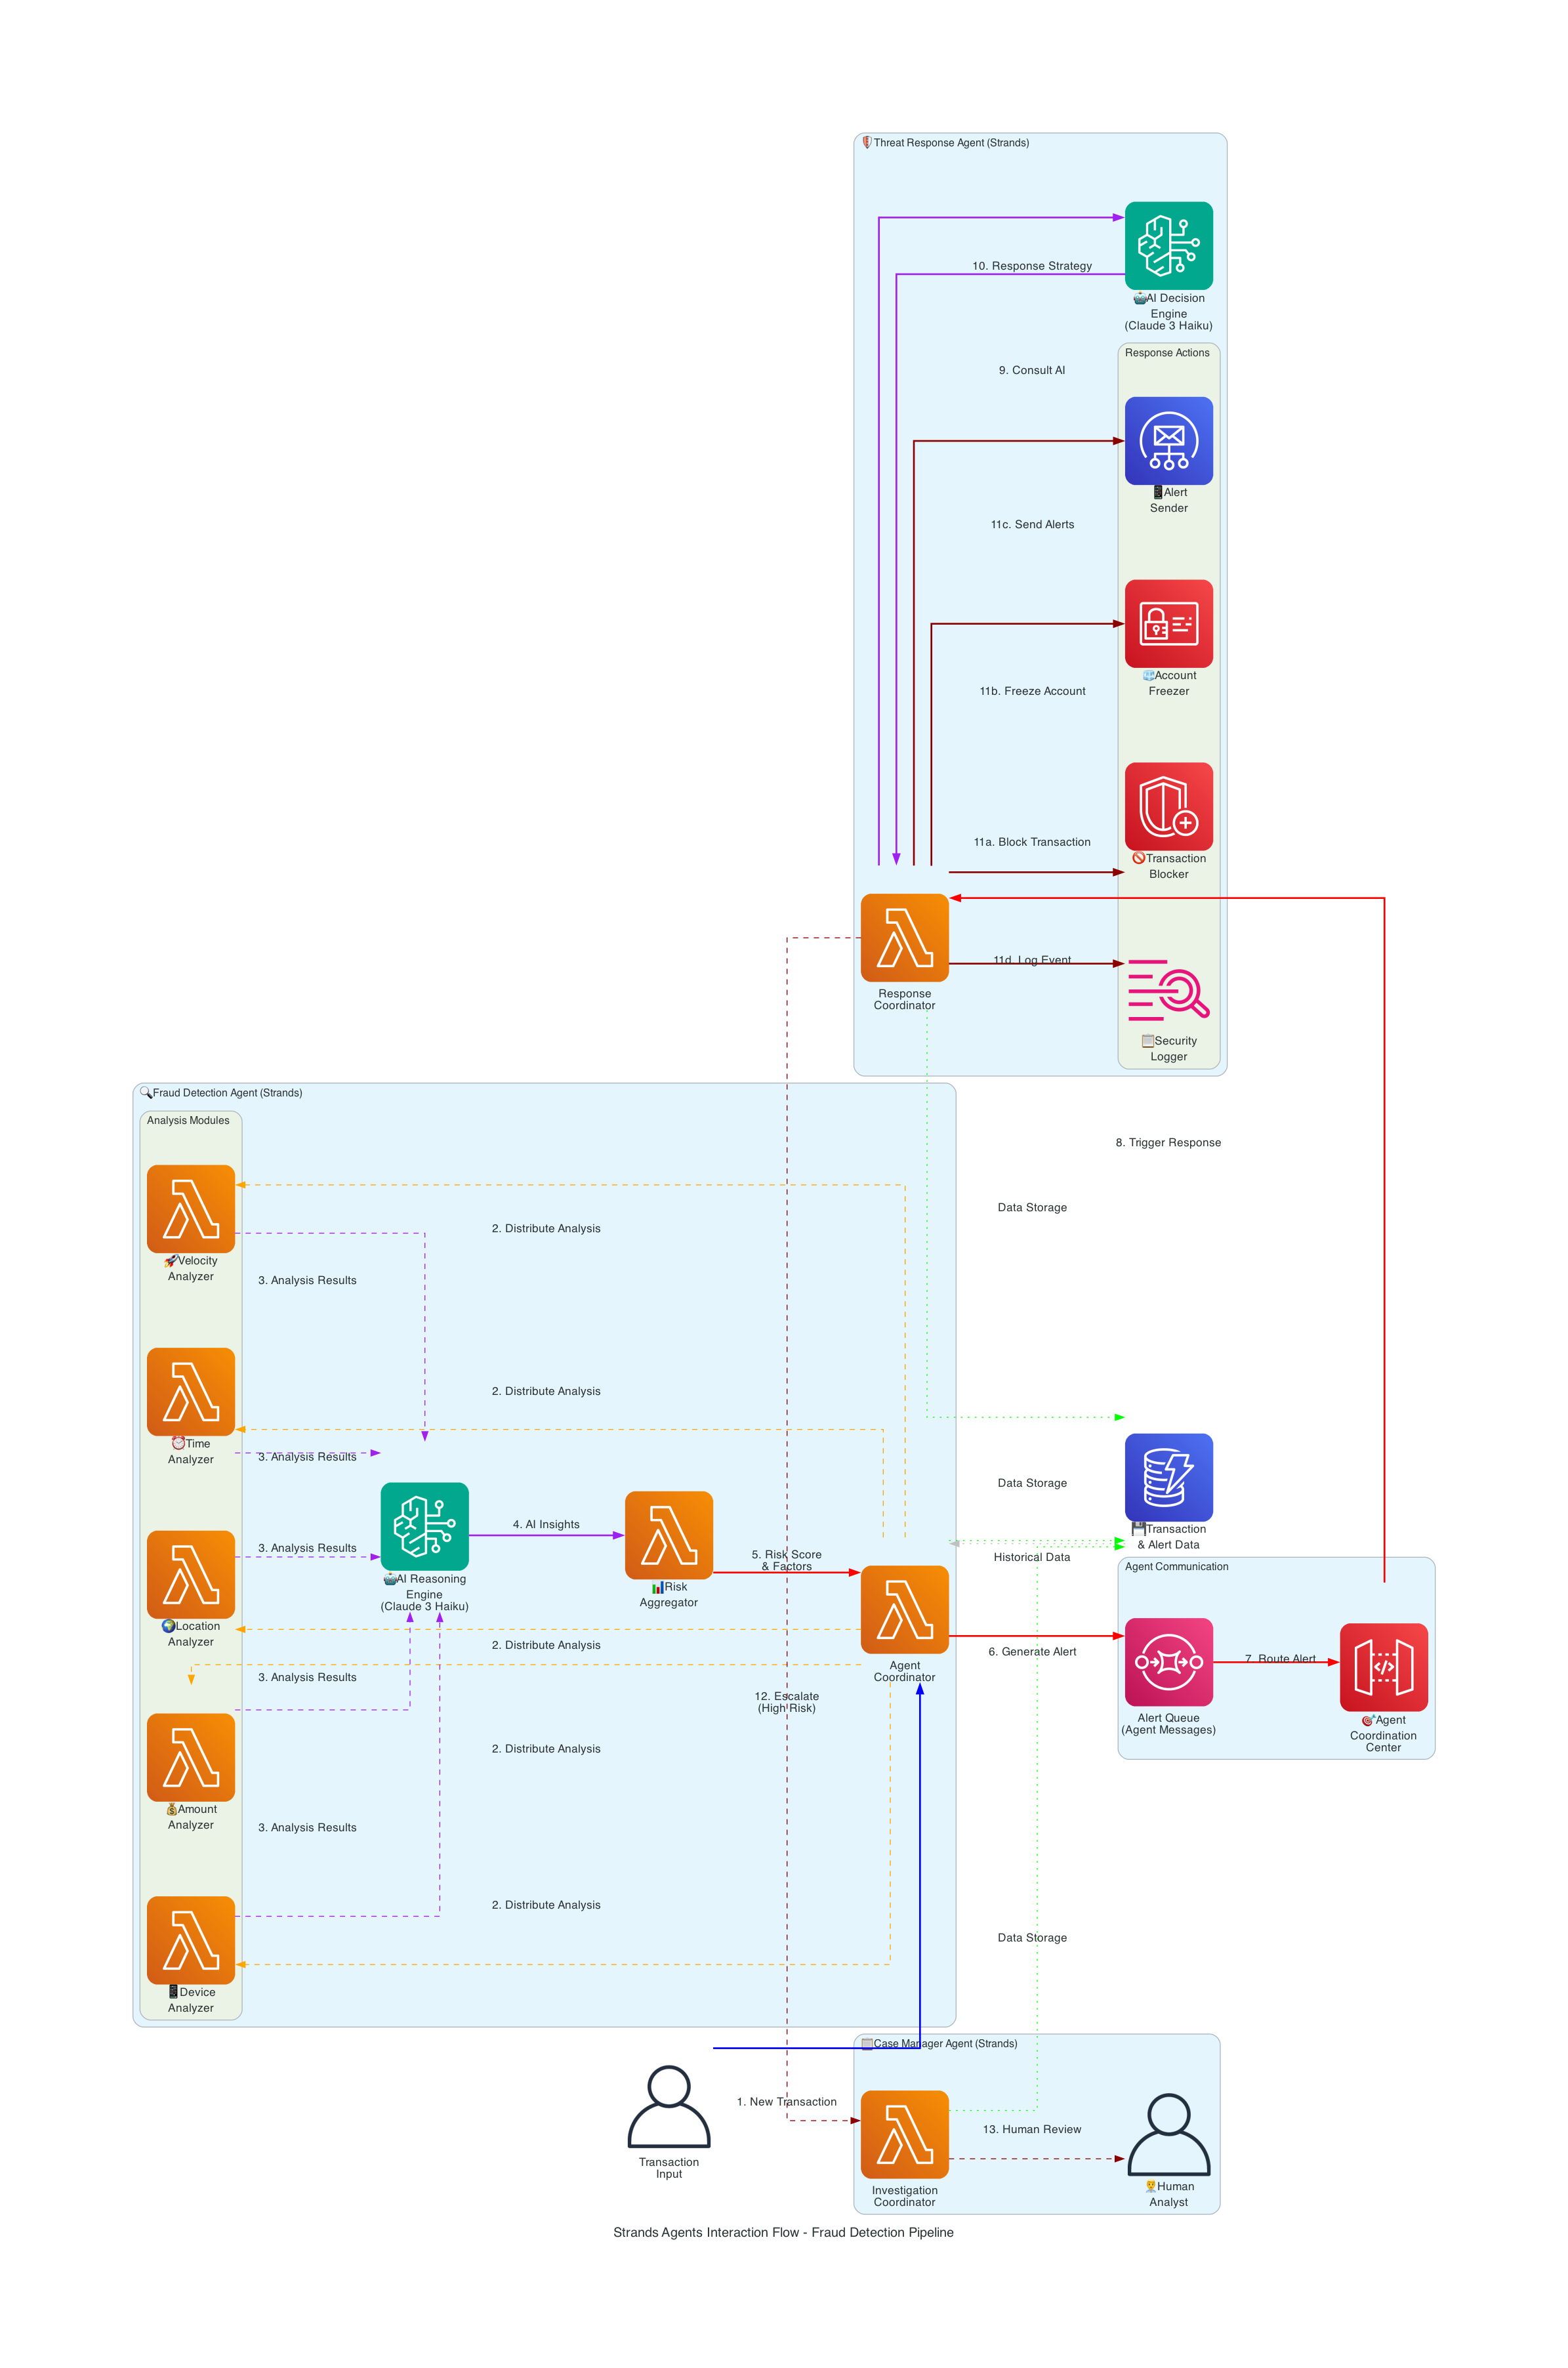 🛡️Threat Response Agent (Strands)
10. Response Strategy
🤖AI Decision
Engine
(Claude 3 Haiku)
Response Actions
9. Consult AI
📱Alert
Sender
11c. Send Alerts
🧊Account
Freezer
11b. Freeze Account
11a. Block Transaction
🚫Transaction
Blocker
11d. Log Event
Response
Coordinator
📋Security
Logger
🔍Fraud Detection Agent (Strands)
Analysis Modules
8. Trigger Response
Data Storage
2. Distribute Analysis
🚀Velocity
Analyzer
3. Analysis Results
2. Distribute Analysis
⏰Time
Analyzer
3. Analysis Results
Data Storage
4. AI Insights
💾Transaction
& Alert Data
3. Analysis Results
5. Risk Score
& Factors
Historical Data
Agent Communication
🤖AI Reasoning
Engine
(Claude 3 Haiku)
📊Risk
Aggregator
🌍Location
Analyzer
2. Distribute Analysis
6. Generate Alert
7. Route Alert
Agent
Coordinator
3. Analysis Results
12. Escalate
(High Risk)
Alert Queue
(Agent Messages)
🎯Agent
Coordination
Center
2. Distribute Analysis
💰Amount
Analyzer
3. Analysis Results
2. Distribute Analysis
Data Storage
📱Device
Analyzer
📋Case Manager Agent (Strands)
1. New Transaction
13. Human Review
Transaction
Input
Investigation
Coordinator
👨‍💼Human
Analyst
Strands Agents Interaction Flow - Fraud Detection Pipeline